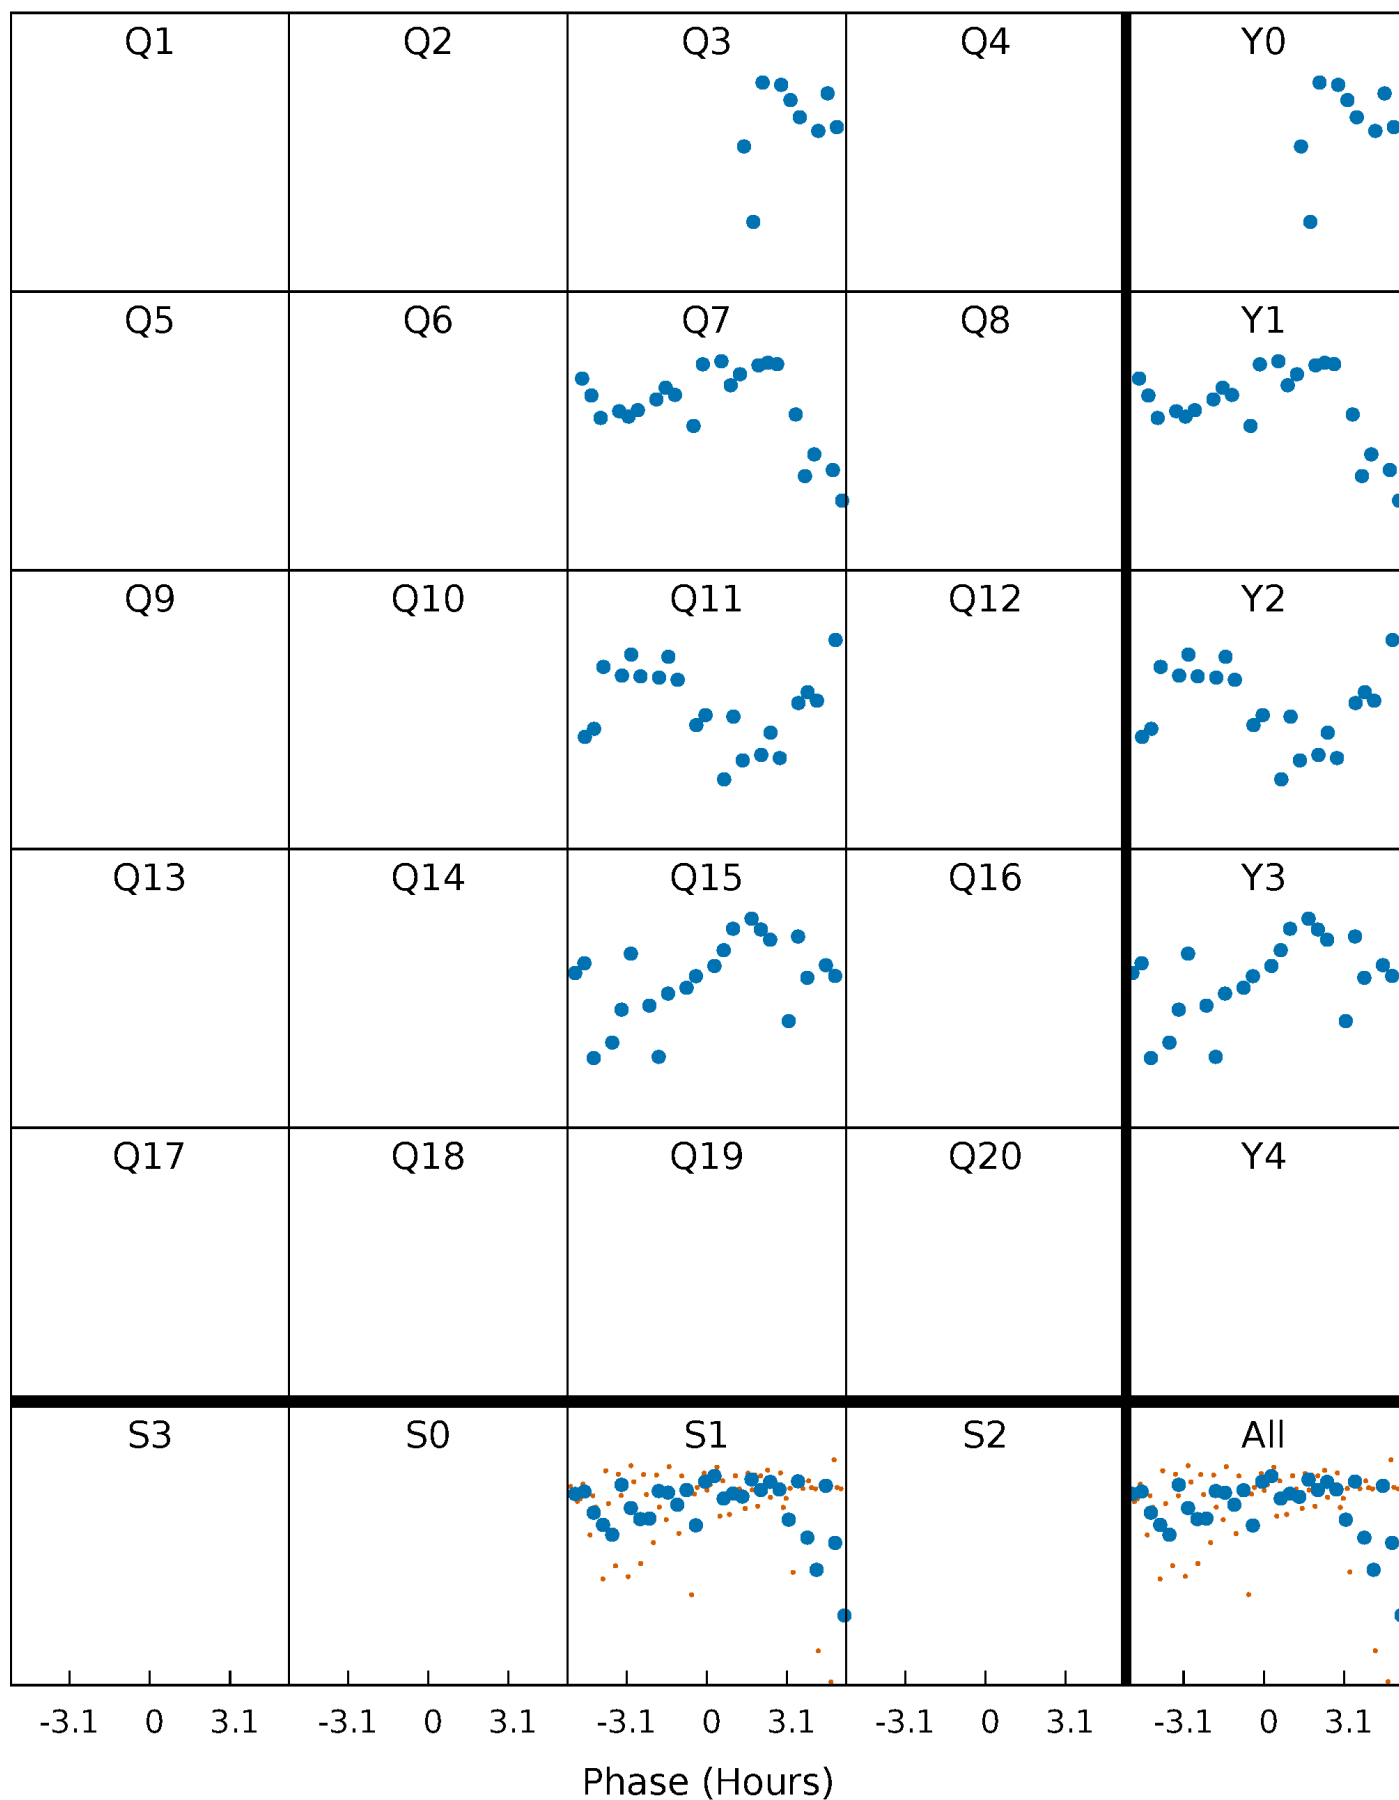 Q1 Q2 Q3 Q4 Y0
Q5 Q6 Q7 Q8 Y1
Q9 Q10 Q11 Q12 Y2
Q13 Q14 Q15 Q16 Y3
Q17 Q18 Q19 Q20 Y4
S3 S0 S1 S2 All
-3.1 0 3.1 -3.1 0 3.1 -3.1 0 3.1 -3.1 0 3.1 -3.1 0 3.1
Phase (Hours)